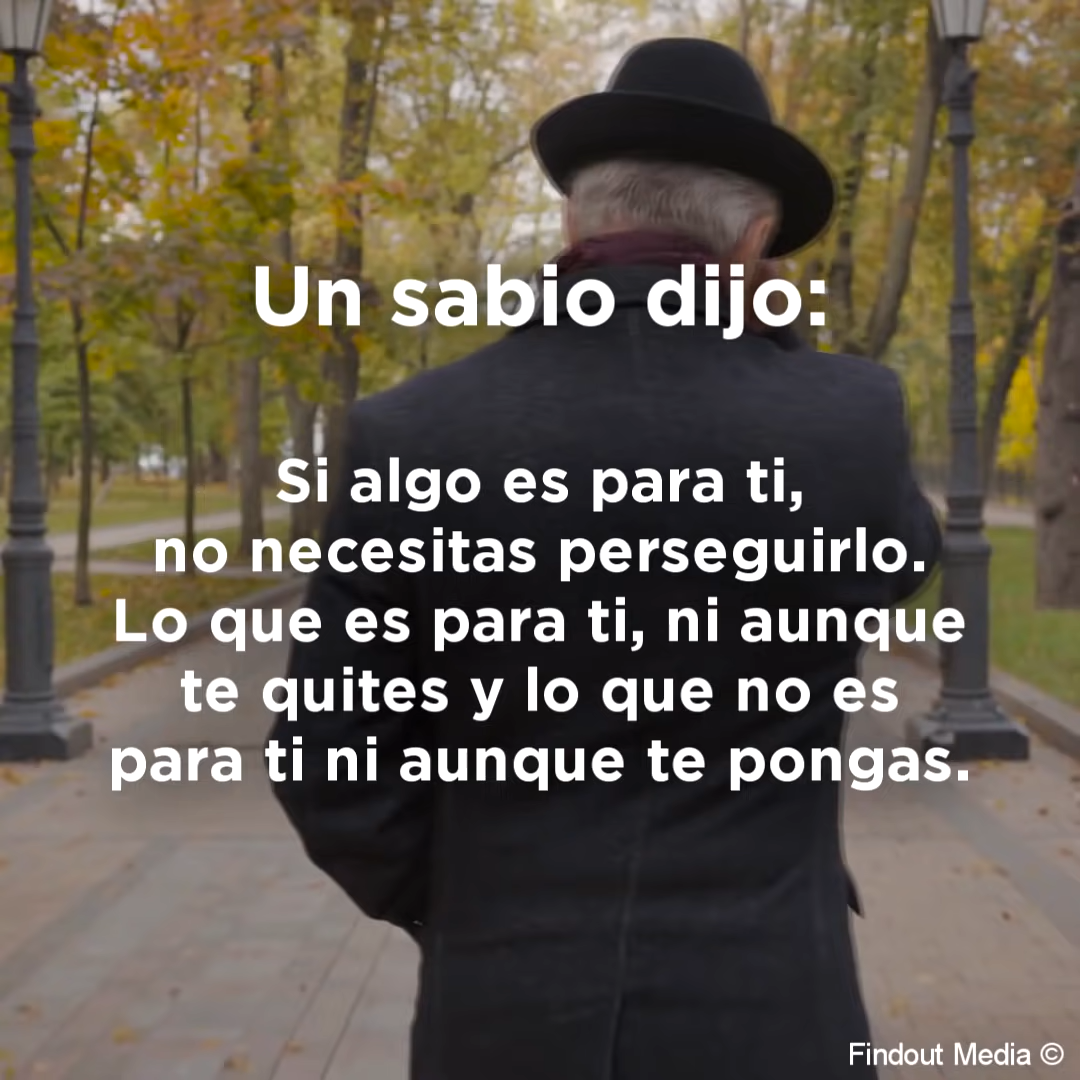 Un sabio dijo:
Si algo es para ti,
no necesitas perseguirlo.
Lo que es para ti, ni aunque
te quites y lo que no es
para ti ni aunque te pongas.
Findout Media ©